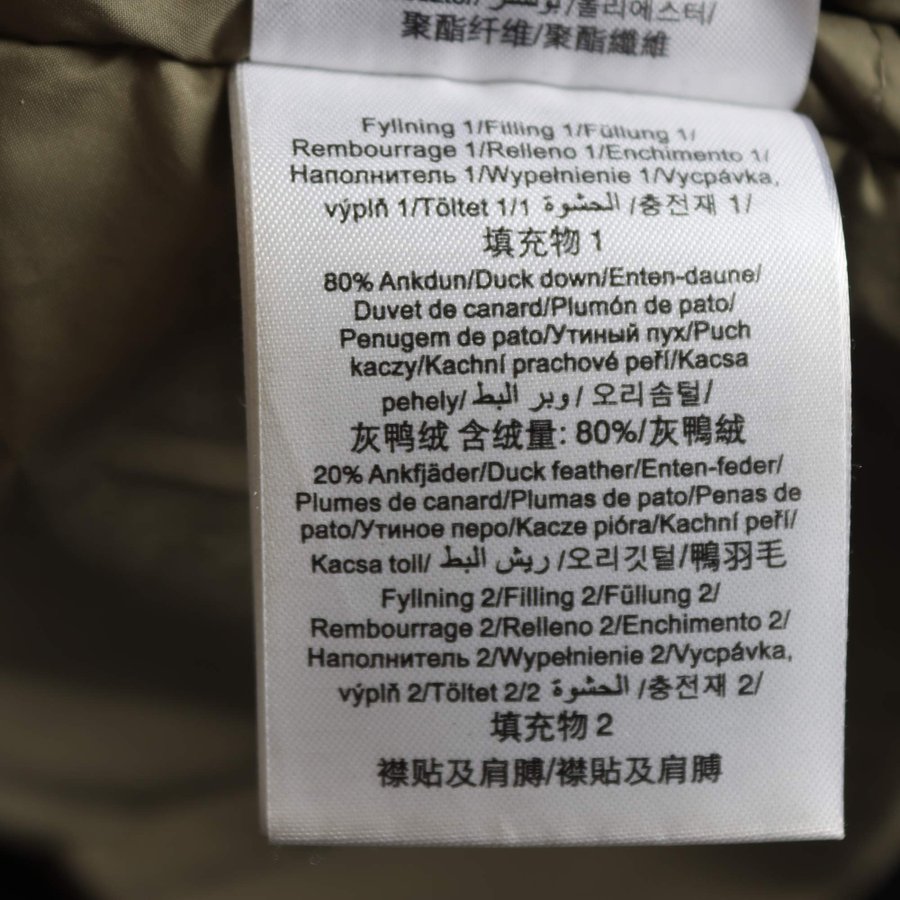 بوليستر/폴리에스터/
聚酯纤维/聚酯纖維
Fyllning 1/Filling 1/Füllung 1/
Rembourrage 1/Relleno 1/Enchimento 1/
Наполнитель 1/Wypełnienie 1/Vycpávka,
výplň 1/Töltet 1/1 الحشوة /충전재 1/
填充物 1
80% Ankdun/Duck down/Enten-daune/
Duvet de canard/Plumón de pato/
Penugem de pato/Утиный пух/Puch
kaczy/Kachní prachové peří/Kacsa
pehely/ وبر البط / 오리솜털/
灰鸭绒 含绒量: 80%/灰鴨絨
20% Ankfjäder/Duck feather/Enten-feder/
Plumes de canard/Plumas de pato/Penas de
pato/Утиное перо/Kacze pióra/Kachní peří/
Kacsa toll/ ريش البط /오리깃털/鴨羽毛
Fyllning 2/Filling 2/Füllung 2/
Rembourrage 2/Relleno 2/Enchimento 2/
Наполнитель 2/Wypełnienie 2/Vycpávka,
výplň 2/Töltet 2/2 الحشوة /충전재 2/
填充物 2
襟贴及肩膊/襟貼及肩膊